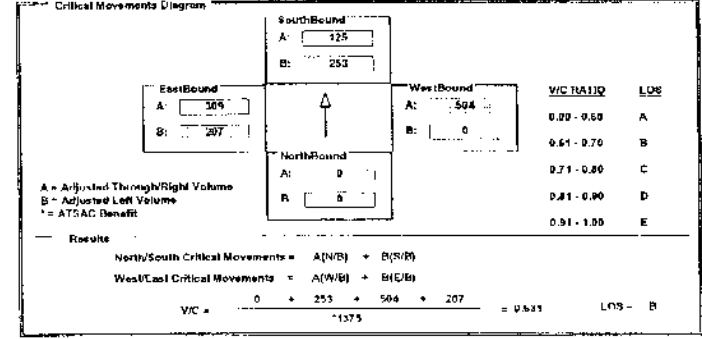 Critical Movements Diagram
SouthBound
A: 125
B: 253
EastBound
A: 309
B: 207
WestBound
A: 504
B: 0
V/C RATIO LOS
0.00 - 0.60 A
0.61 - 0.70 B
0.71 - 0.80 C
0.81 - 0.90 D
0.91 - 1.00 E
NorthBound
A: 0
B: 0
A = Adjusted Through/Right Volume
B = Adjusted Left Volume
* = ATSAC Benefit
Results
North/South Critical Movements = A(N/B) + B(S/B)
West/East Critical Movements = A(W/B) + B(E/B)
V/C = 0 + 253 + 504 + 207
*1375
= 0.631 LOS = B